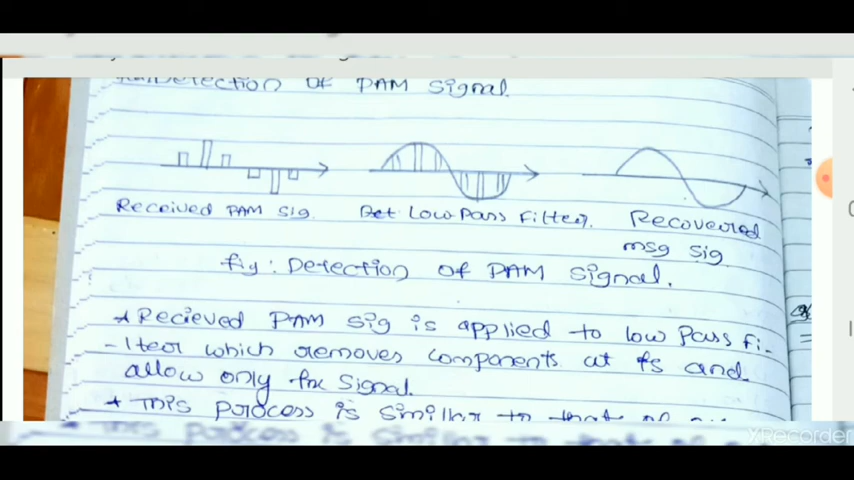 Detection OF PAM Signal.
Received PAM Sig. Det Low Pass Filter. Recovered
msg sig
fig: Detection of PAM Signal.
* Recieved PAM sig is applied to low pass fi-
-lter which removes components at fs and
allow only fm signal.
* This process is similar to that of
XRecorder